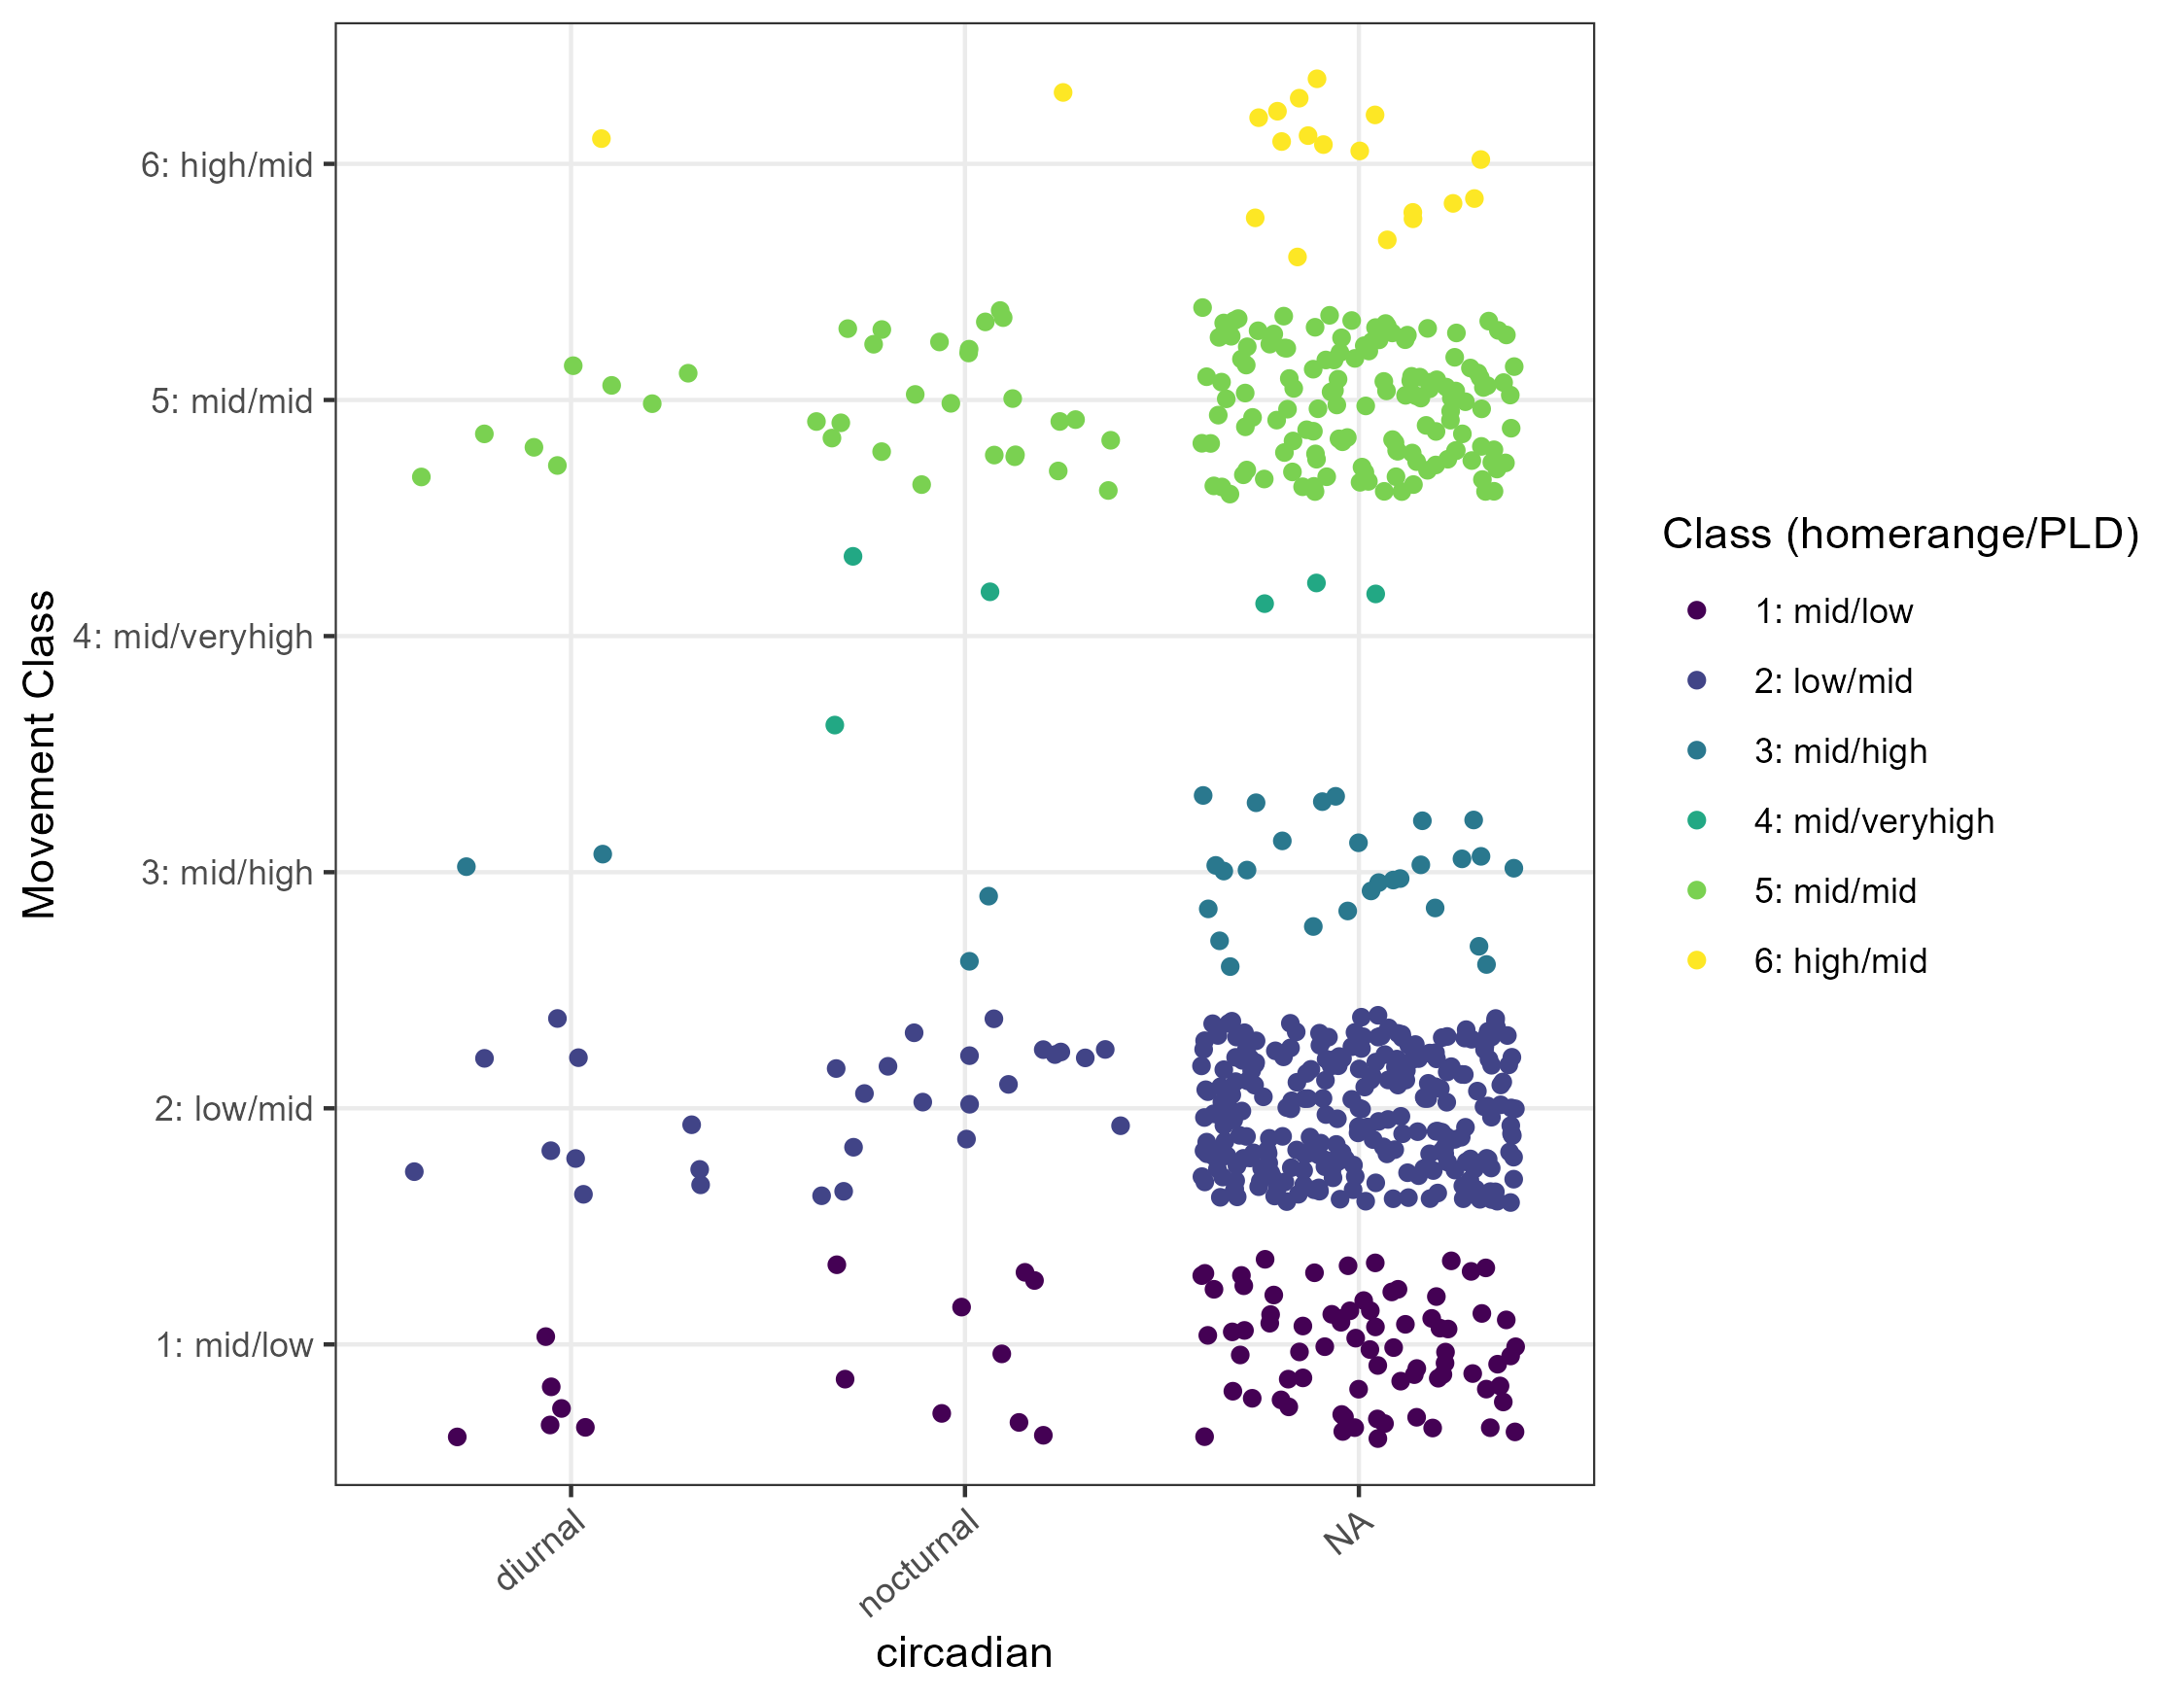 Movement Class
6: high/mid
5: mid/mid
4: mid/veryhigh
3: mid/high
2: low/mid
1: mid/low
diurnal
nocturnal
NA
circadian
Class (homerange/PLD)
1: mid/low
2: low/mid
3: mid/high
4: mid/veryhigh
5: mid/mid
6: high/mid